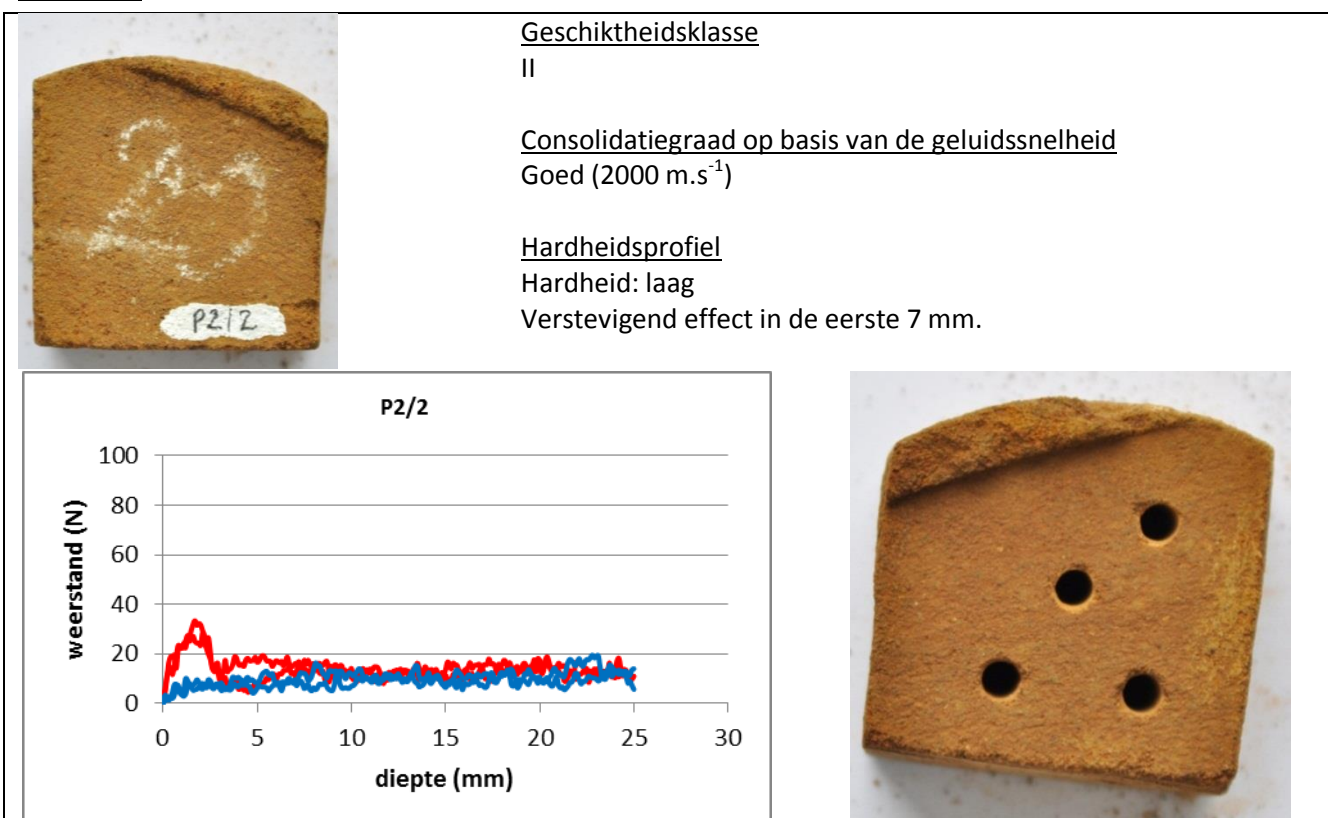 Geschiktheidsklasse
II
Consolidatiegraad op basis van de geluidssnelheid
Goed (2000 m.s⁻¹)
Hardheidsprofiel
Hardheid: laag
Verstevigend effect in de eerste 7 mm.
P2/2
P2/2
100
80
60
40
20
0
0 5 10 15 20 25 30
weerstand (N)
diepte (mm)